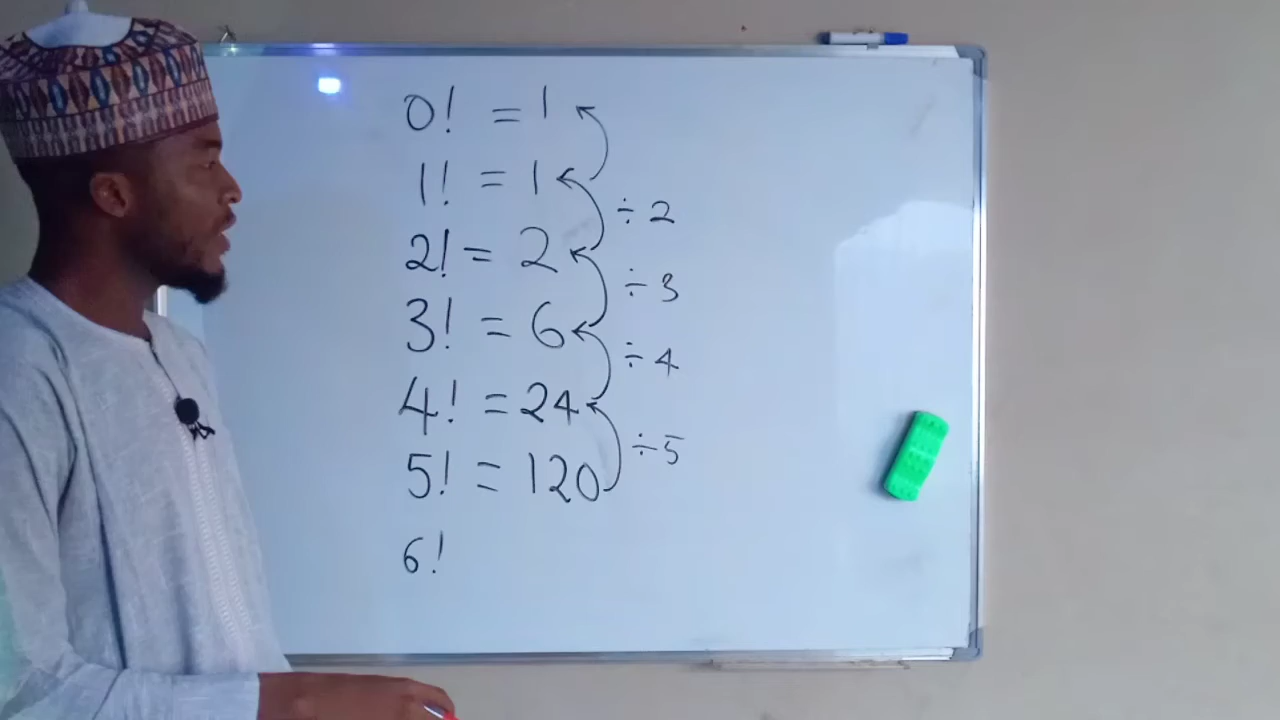 0! = 1
1! = 1
÷ 2
2! = 2
÷ 3
3! = 6
÷ 4
4! = 24
÷ 5
5! = 120
6!